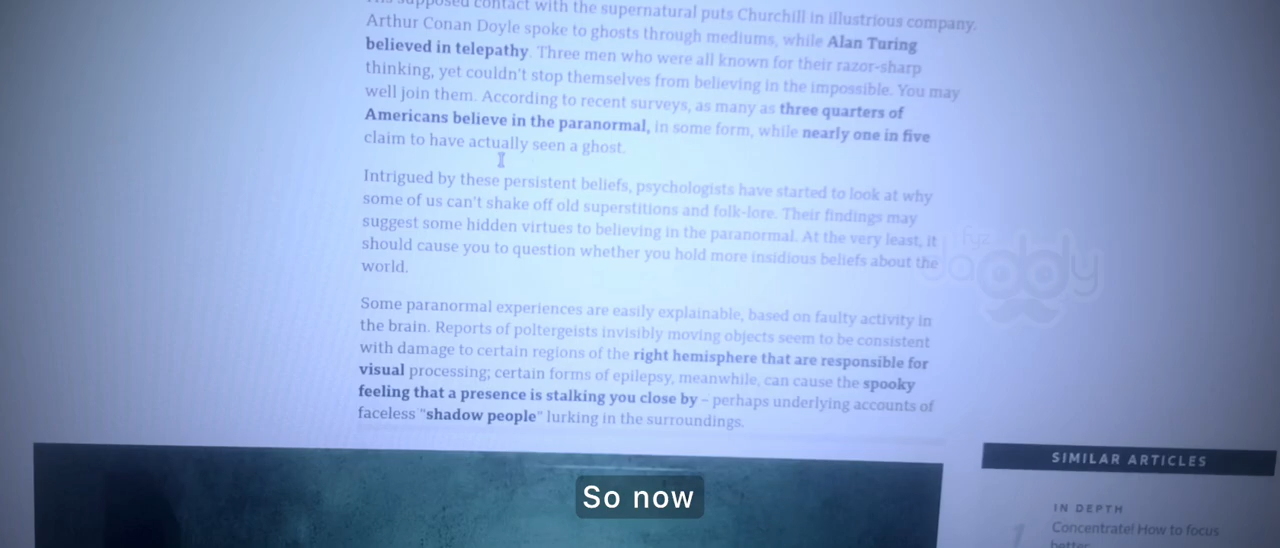 supposed contact with the supernatural puts Churchill in illustrious company.
Arthur Conan Doyle spoke to ghosts through mediums, while Alan Turing
believed in telepathy. Three men who were all known for their razor-sharp
thinking, yet couldn't stop themselves from believing in the impossible. You may
well join them. According to recent surveys, as many as three quarters of
Americans believe in the paranormal, in some form, while nearly one in five
claim to have actually seen a ghost.
Intrigued by these persistent beliefs, psychologists have started to look at why
some of us can't shake off old superstitions and folk-lore. Their findings may
suggest some hidden virtues to believing in the paranormal. At the very least, it
should cause you to question whether you hold more insidious beliefs about the
world.
fyz
daddy
Some paranormal experiences are easily explainable, based on faulty activity in
the brain. Reports of poltergeists invisibly moving objects seem to be consistent
with damage to certain regions of the right hemisphere that are responsible for
visual processing; certain forms of epilepsy, meanwhile, can cause the spooky
feeling that a presence is stalking you close by – perhaps underlying accounts of
faceless "shadow people" lurking in the surroundings.
SIMILAR ARTICLES
So now
IN DEPTH
1
Concentrate! How to focus
better